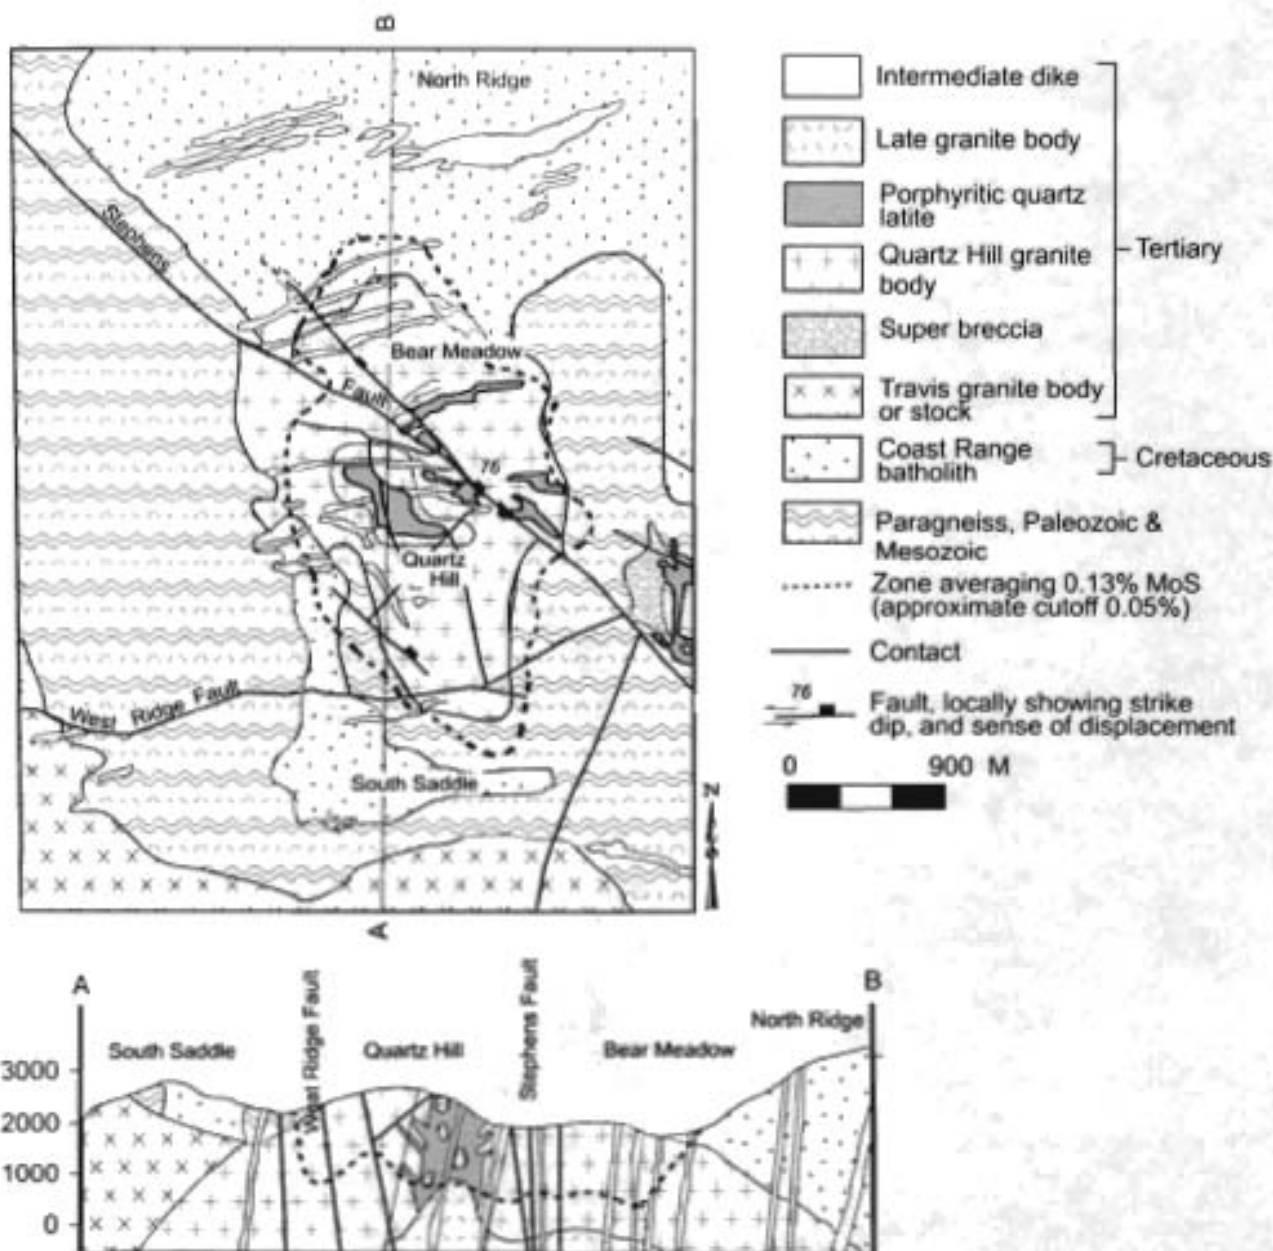 B
North Ridge
Stephens
Bear Meadow
Fault
76
Quartz
Hill
West Ridge Fault
South Saddle
N
A
Intermediate dike
Late granite body
Porphyritic quartz
latite
Quartz Hill granite
body
Super breccia
Travis granite body
or stock
Tertiary
Coast Range
batholith
Cretaceous
Paragneiss, Paleozoic &
Mesozoic
Zone averaging 0.13% MoS
(approximate cutoff 0.05%)
Contact
76
Fault, locally showing strike
dip, and sense of displacement
0 900 M
A
B
South Saddle
West Ridge Fault
Quartz Hill
Stephens Fault
Bear Meadow
North Ridge
3000
2000
1000
0